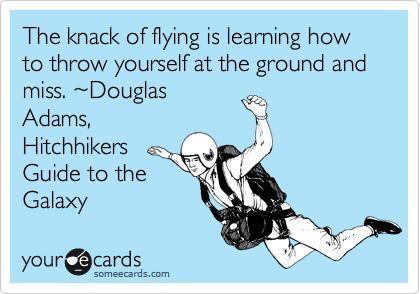 The knack of flying is learning how
to throw yourself at the ground and
miss. ~Douglas
Adams,
Hitchhikers
Guide to the
Galaxy
your ecards
someecards.com